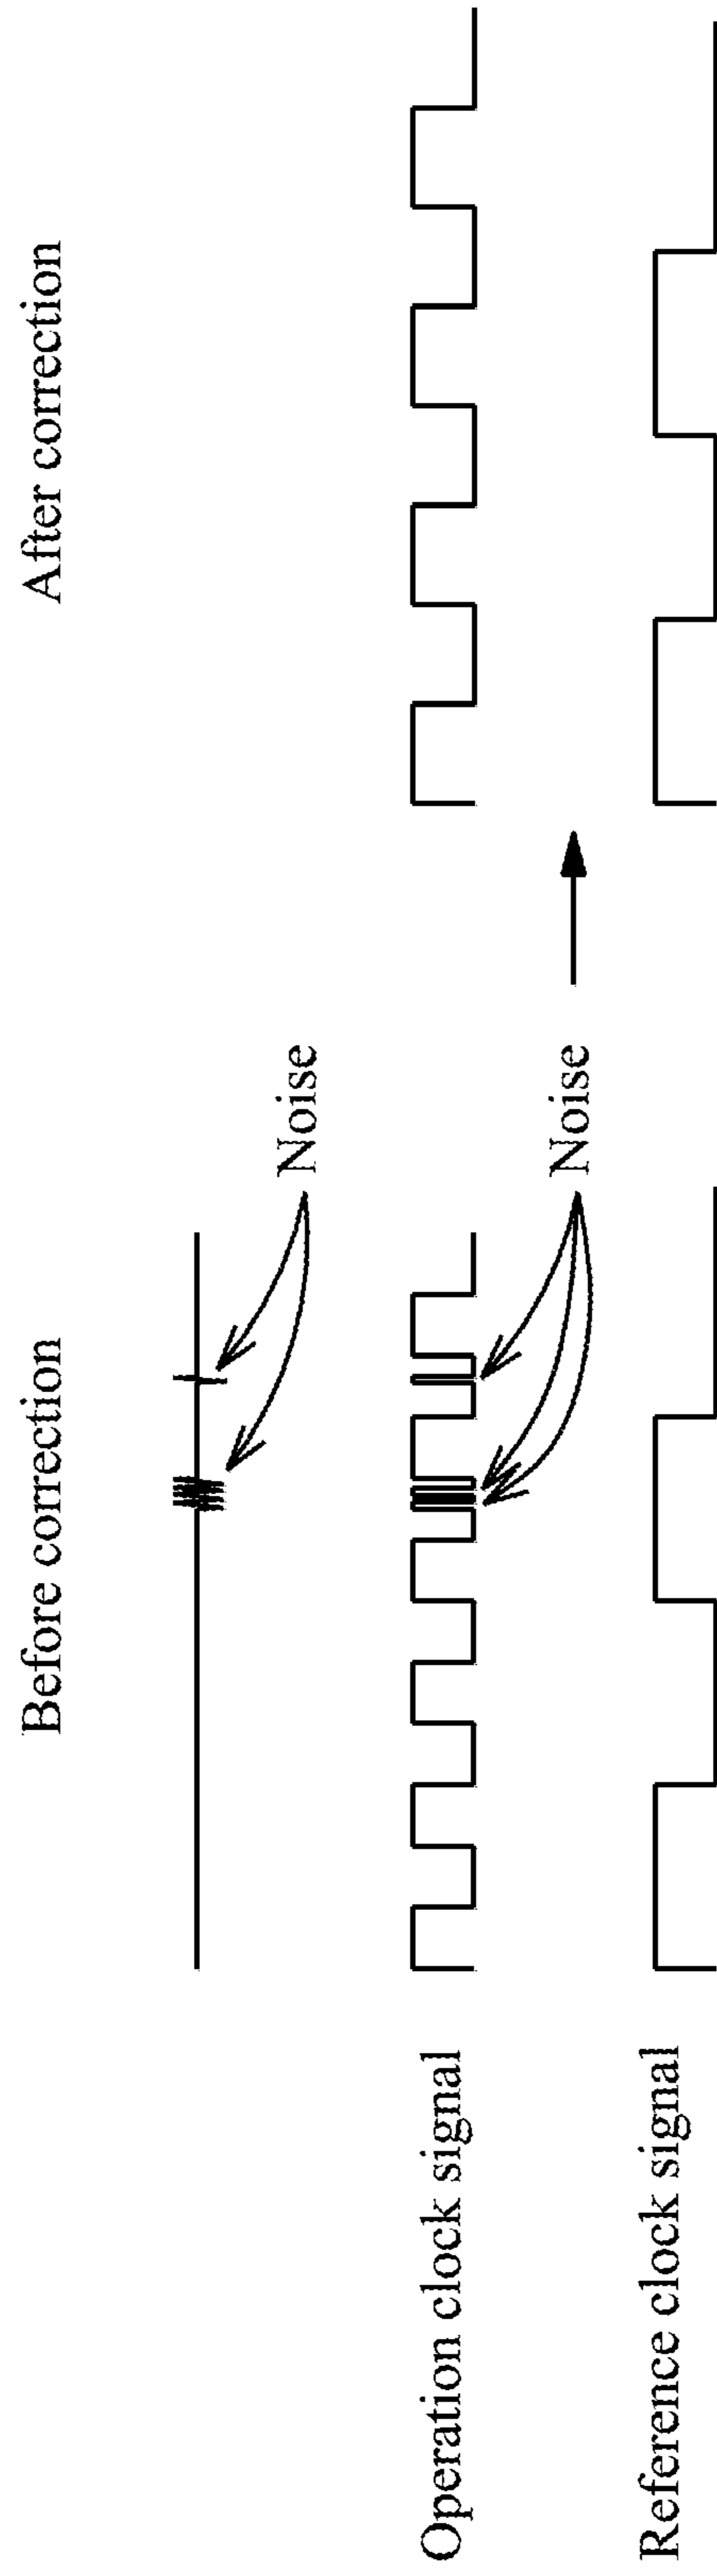 Before correction
After correction
Noise
Operation clock signal
Noise
Reference clock signal